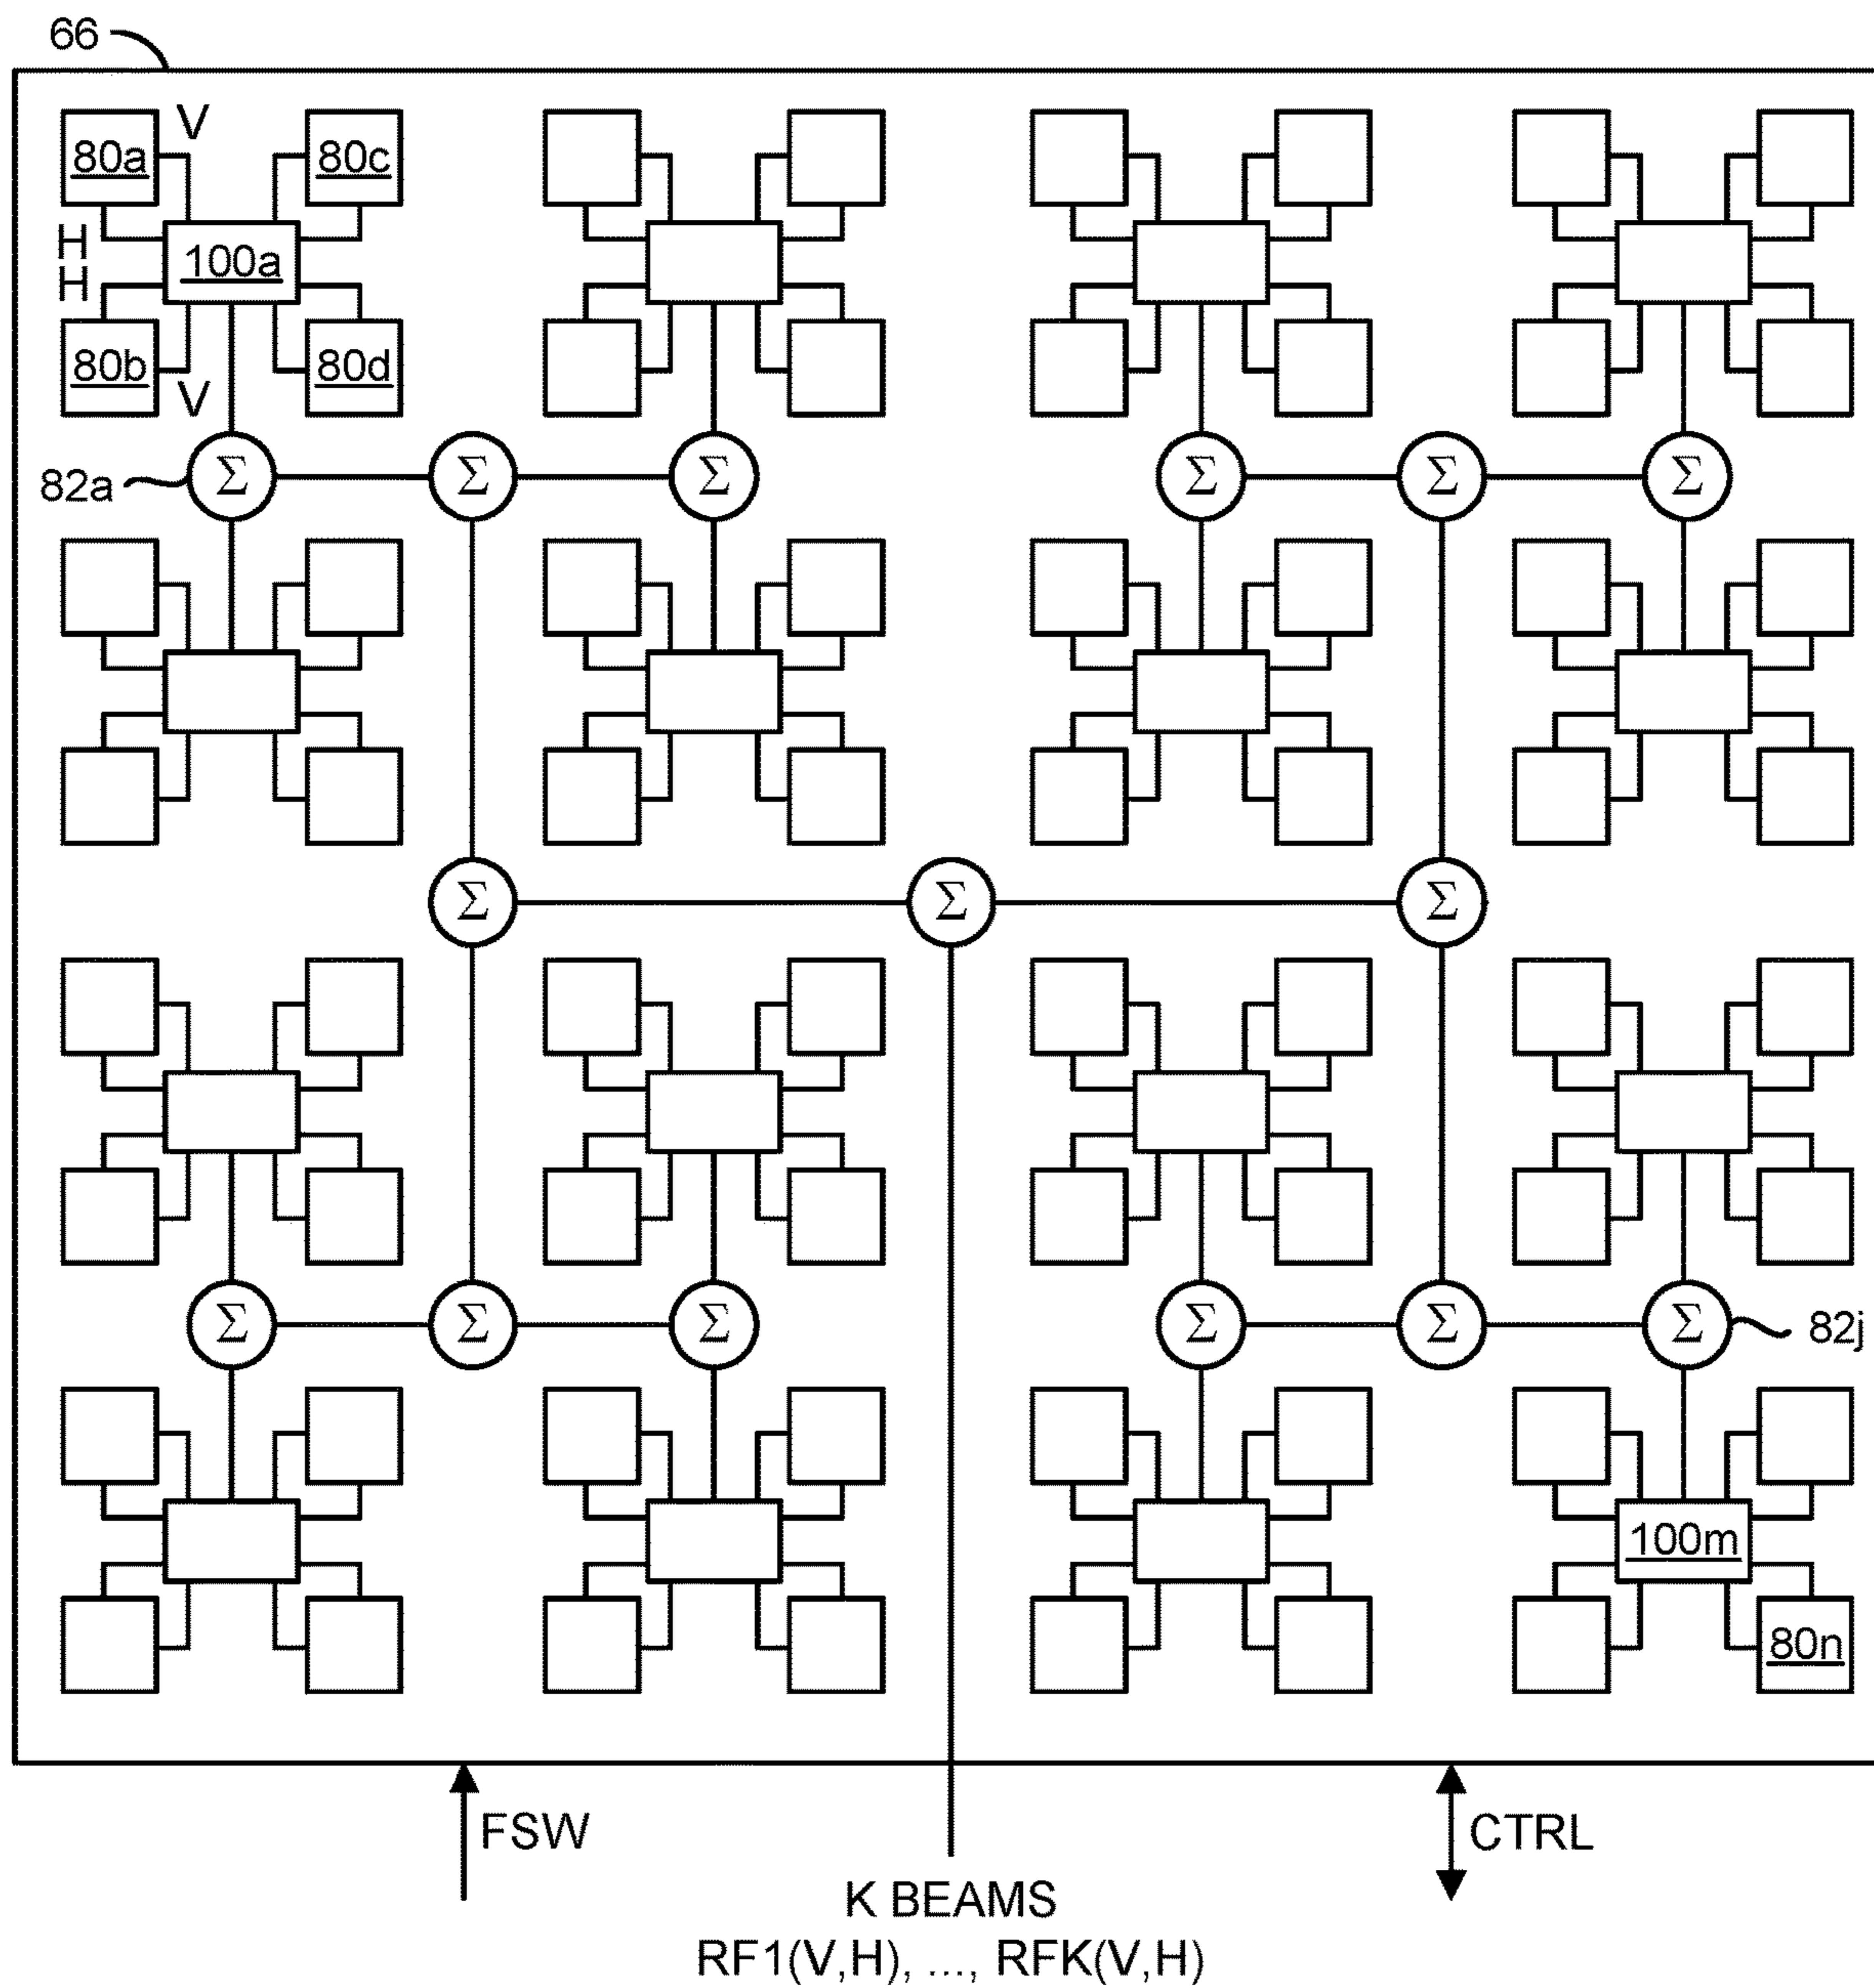 66
V
80a
80c
H
100a
H
80b
80d
V
Σ
Σ
Σ
Σ
Σ
Σ
82a
Σ
Σ
Σ
Σ
Σ
Σ
Σ
Σ
Σ
82j
100m
80n
FSW
CTRL
K BEAMS
RF1(V,H), ..., RFK(V,H)